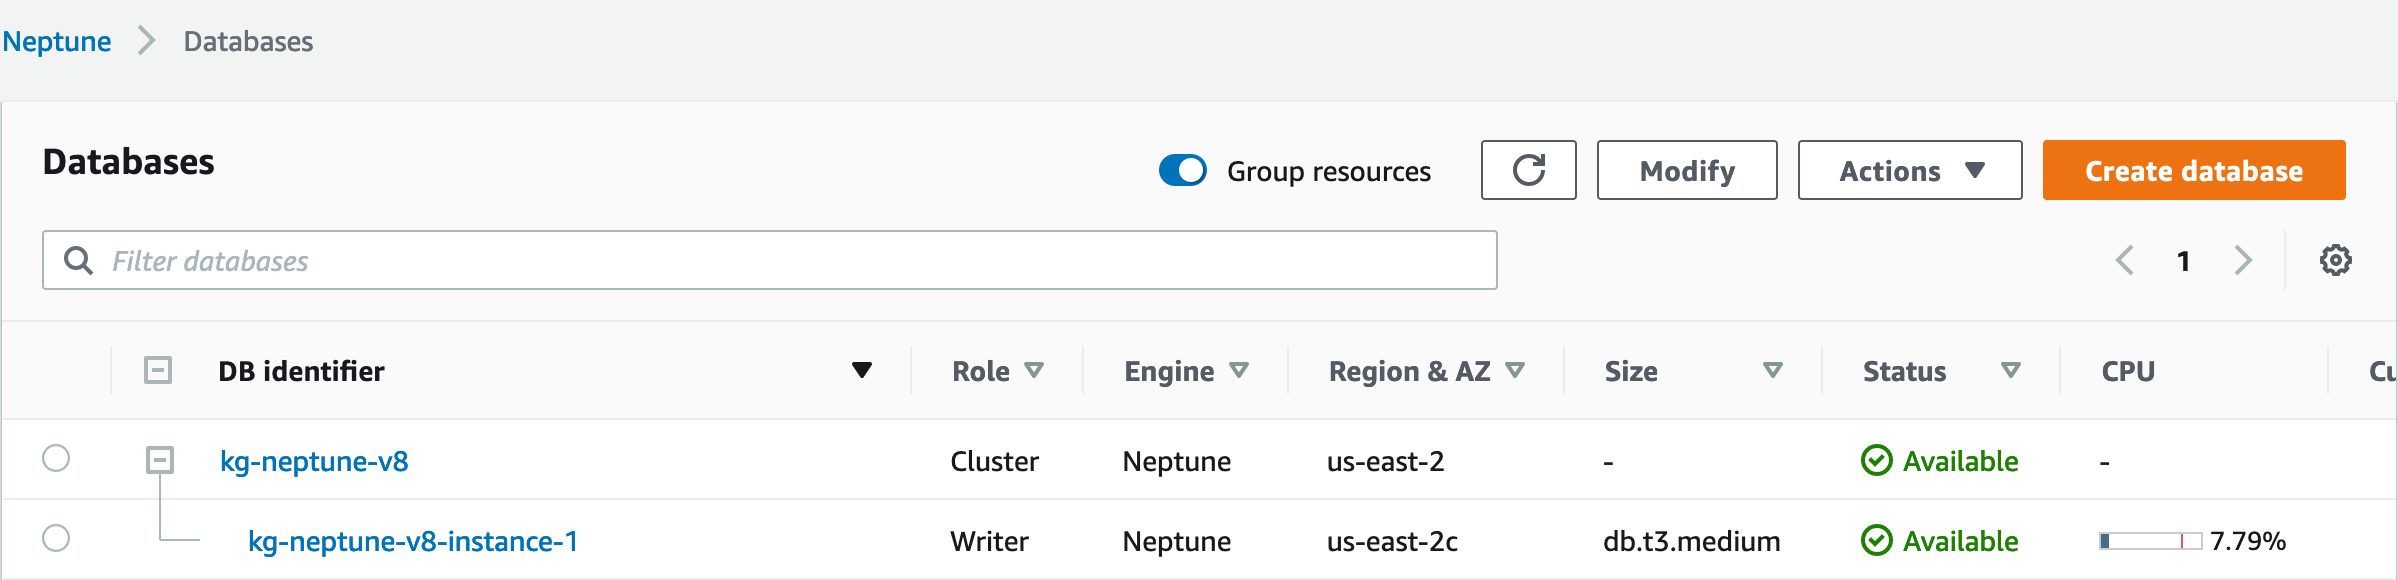 Neptune > Databases
Databases
Group resources Modify Actions Create database
Filter databases 1
DB identifier Role Engine Region & AZ Size Status CPU
kg-neptune-v8 Cluster Neptune us-east-2 - Available -
kg-neptune-v8-instance-1 Writer Neptune us-east-2c db.t3.medium Available 7.79%